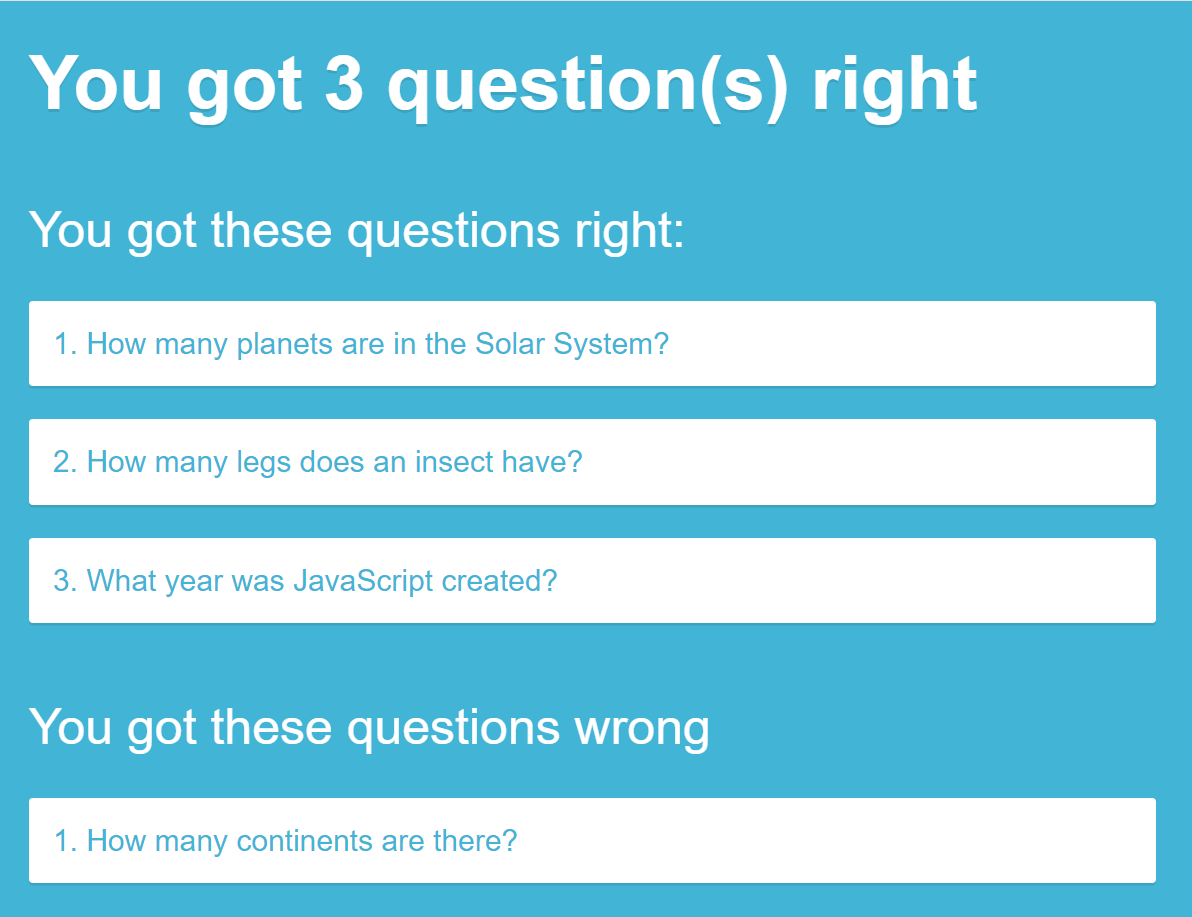 You got 3 question(s) right
You got these questions right:
1. How many planets are in the Solar System?
2. How many legs does an insect have?
3. What year was JavaScript created?
You got these questions wrong
1. How many continents are there?